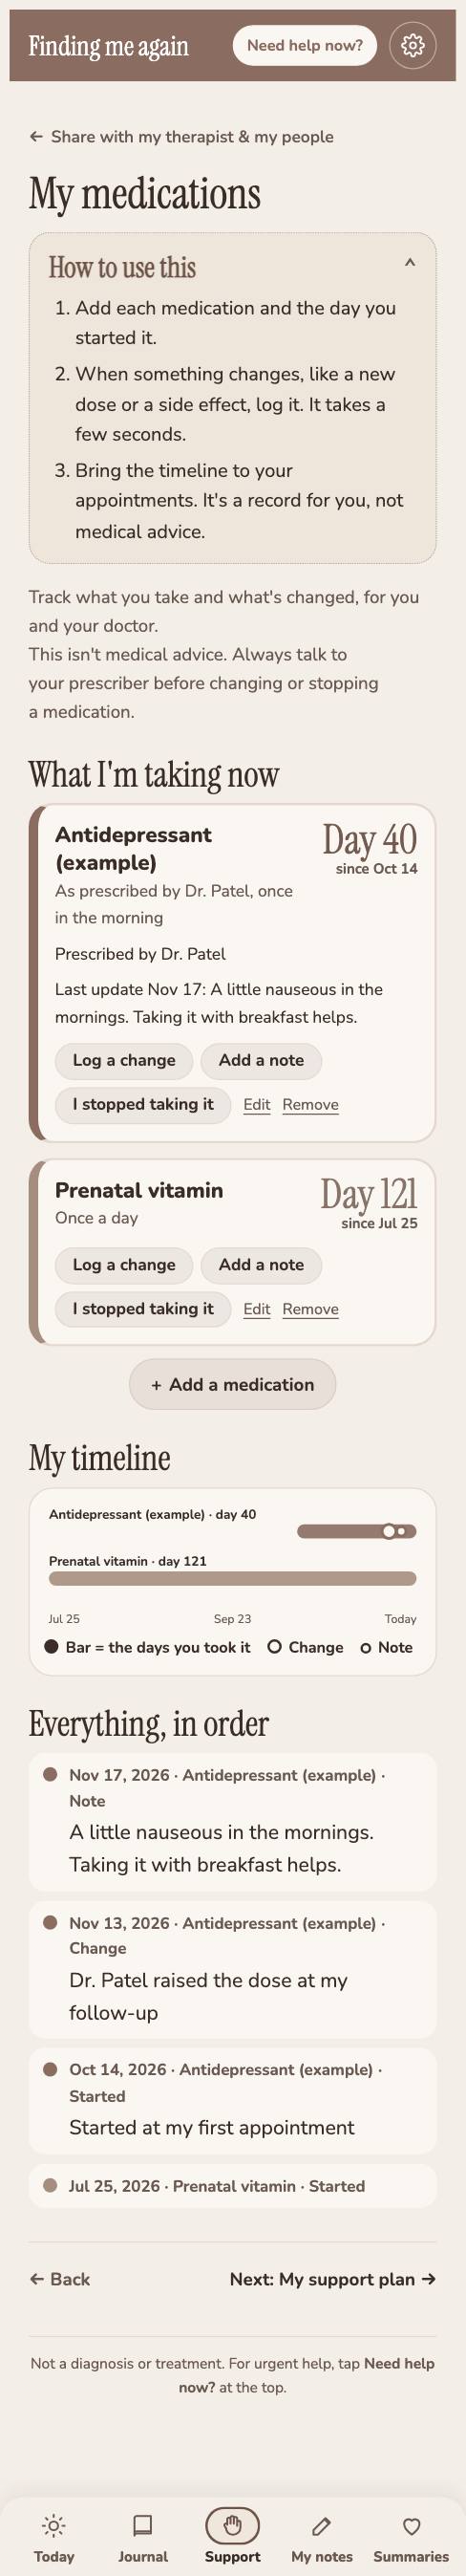 Finding me again
Need help now?
← Share with my therapist & my people
My medications
How to use this
1. Add each medication and the day you
started it.
2. When something changes, like a new
dose or a side effect, log it. It takes a
few seconds.
3. Bring the timeline to your
appointments. It's a record for you, not
medical advice.
Track what you take and what's changed, for you
and your doctor.
This isn't medical advice. Always talk to
your prescriber before changing or stopping
a medication.
What I'm taking now
Antidepressant
(example)
Day 40
since Oct 14
As prescribed by Dr. Patel, once
in the morning
Prescribed by Dr. Patel
Last update Nov 17: A little nauseous in the
mornings. Taking it with breakfast helps.
Log a change Add a note
I stopped taking it Edit Remove
Prenatal vitamin
Day 121
Once a day
since Jul 25
Log a change Add a note
I stopped taking it Edit Remove
+ Add a medication
My timeline
Antidepressant (example) · day 40
Prenatal vitamin · day 121
Jul 25 Sep 23 Today
Bar = the days you took it Change Note
Everything, in order
Nov 17, 2026 · Antidepressant (example) ·
Note
A little nauseous in the mornings.
Taking it with breakfast helps.
Nov 13, 2026 · Antidepressant (example) ·
Change
Dr. Patel raised the dose at my
follow-up
Oct 14, 2026 · Antidepressant (example) ·
Started
Started at my first appointment
Jul 25, 2026 · Prenatal vitamin · Started
← Back
Next: My support plan →
Not a diagnosis or treatment. For urgent help, tap Need help
now? at the top.
Today Journal Support My notes Summaries